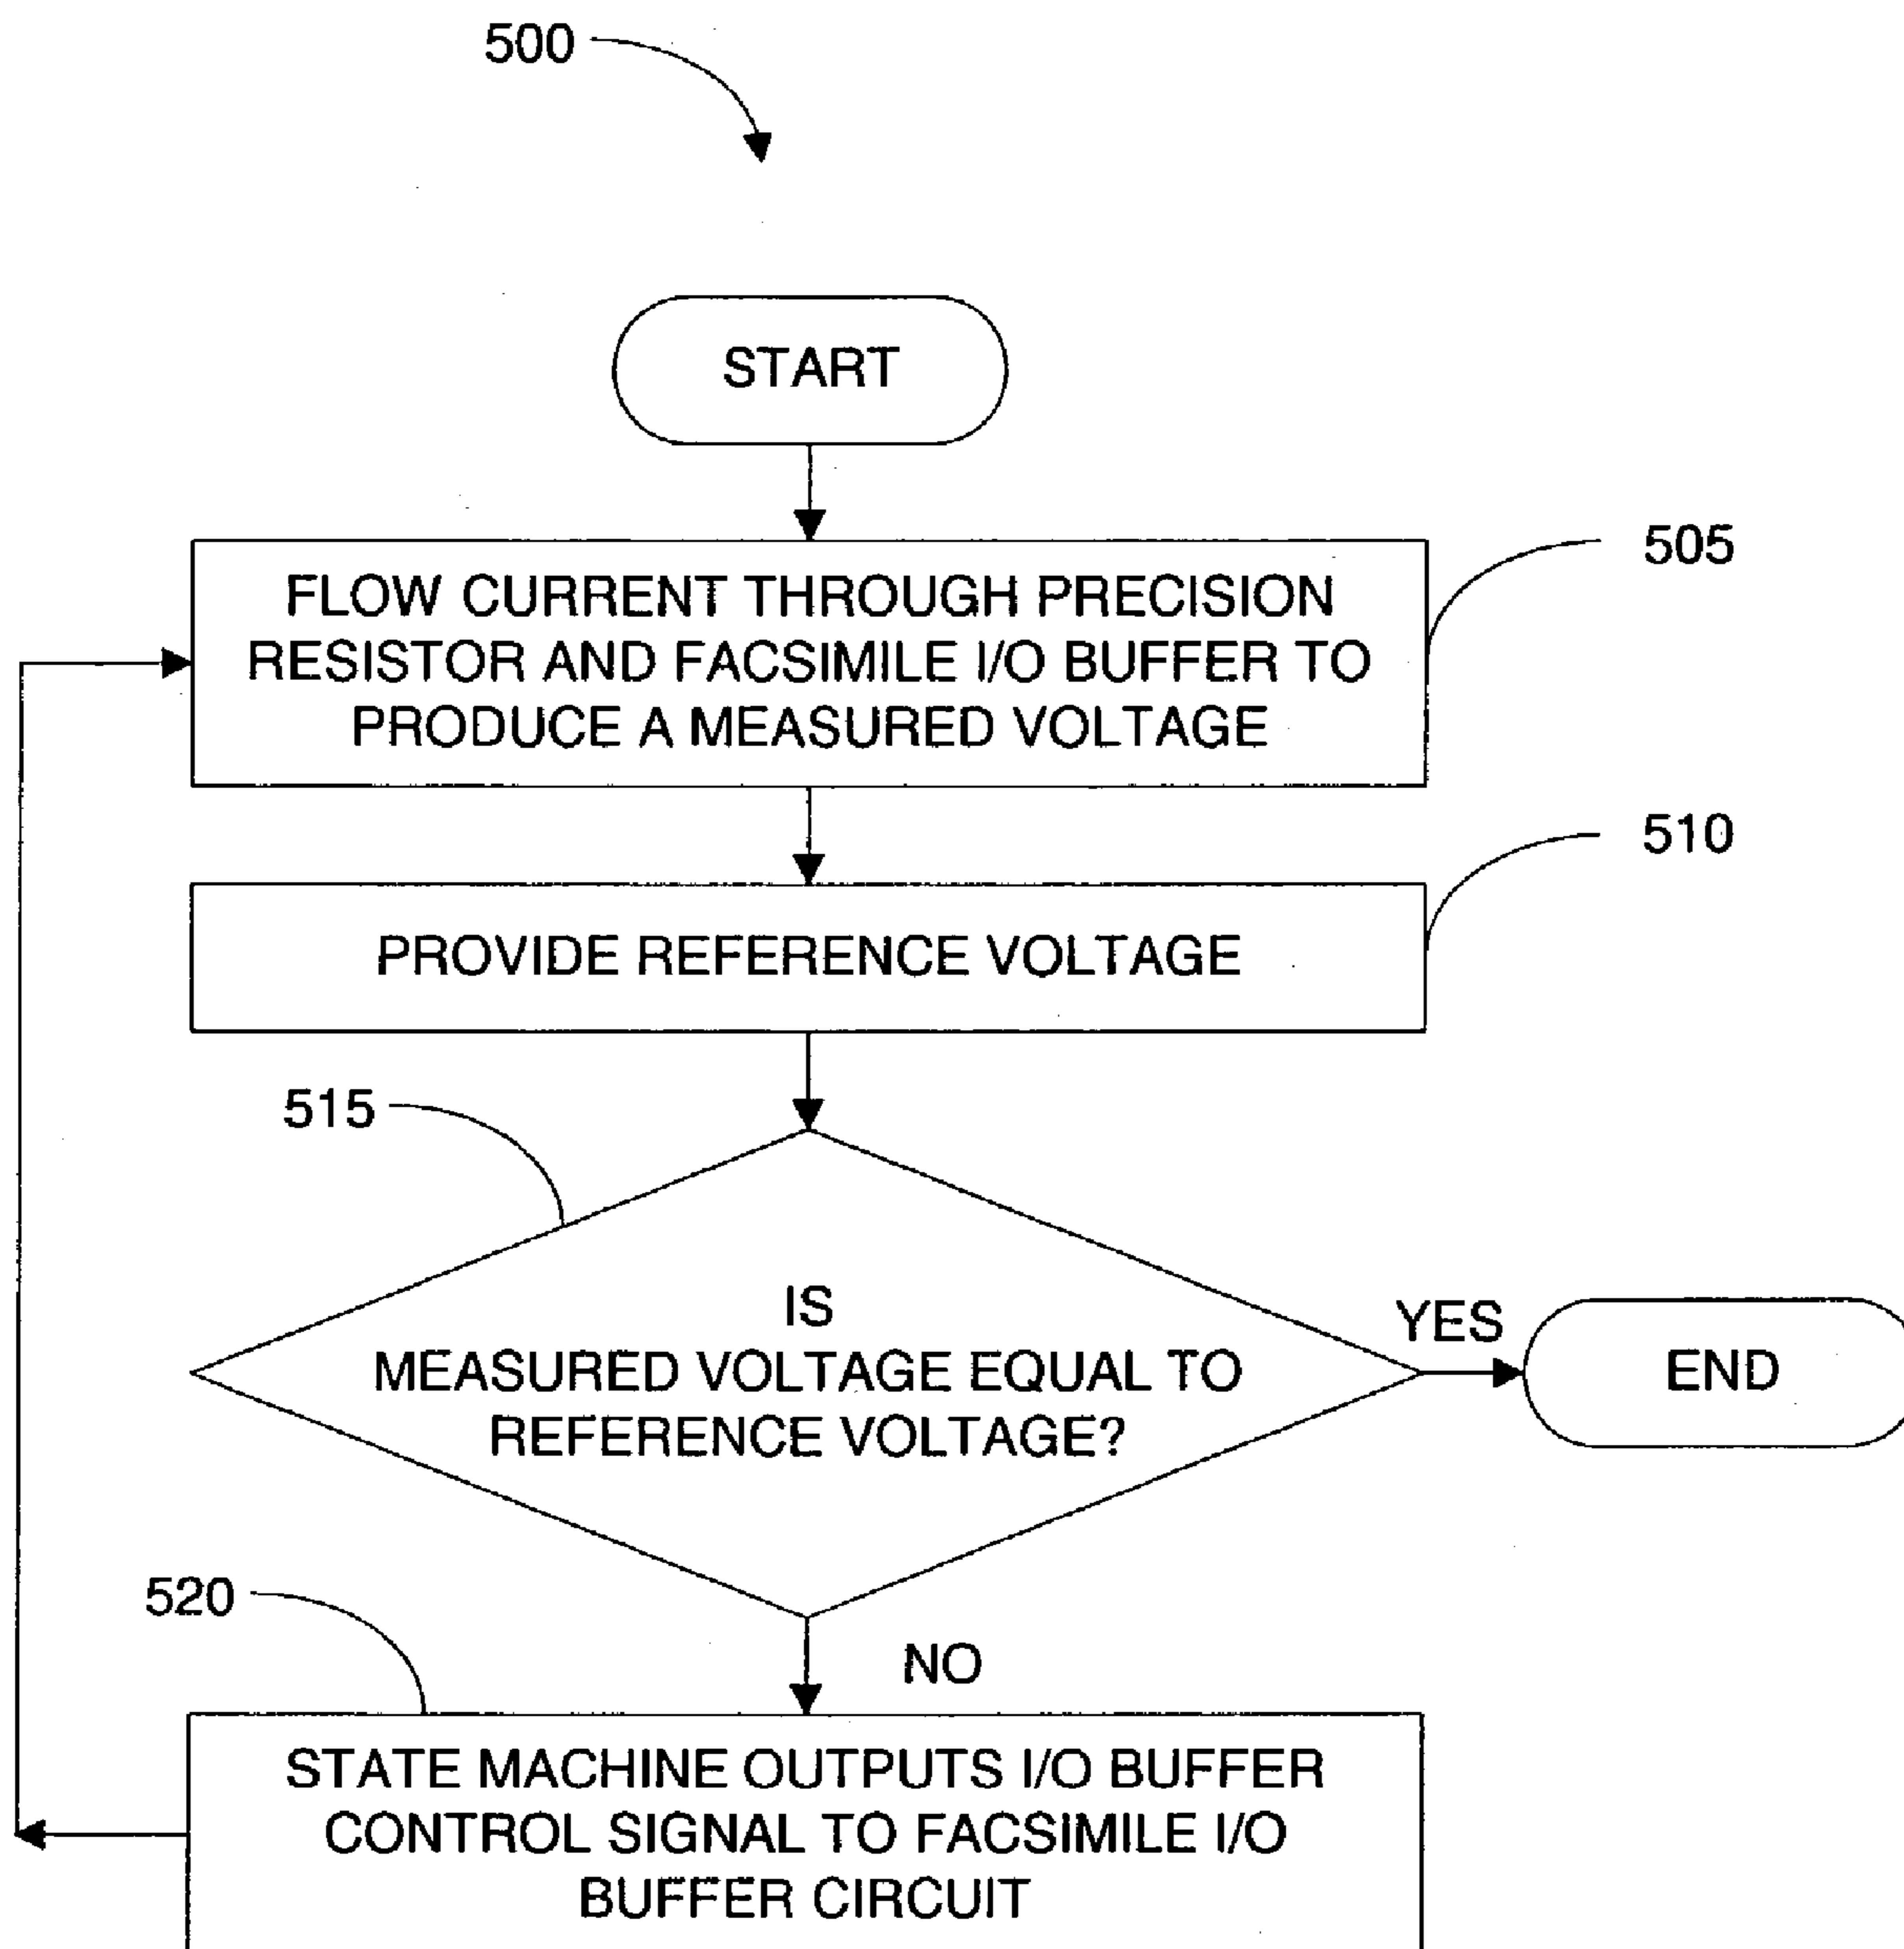 500
START
505
FLOW CURRENT THROUGH PRECISION
RESISTOR AND FACSIMILE I/O BUFFER TO
PRODUCE A MEASURED VOLTAGE
510
PROVIDE REFERENCE VOLTAGE
515
IS
MEASURED VOLTAGE EQUAL TO
REFERENCE VOLTAGE?
YES
END
NO
520
STATE MACHINE OUTPUTS I/O BUFFER
CONTROL SIGNAL TO FACSIMILE I/O
BUFFER CIRCUIT